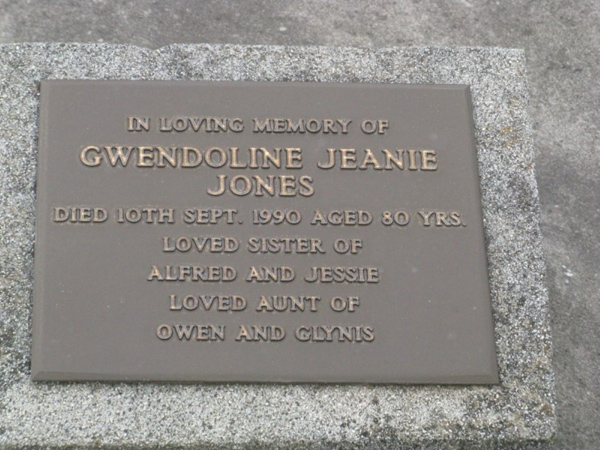 IN LOVING MEMORY OF
GWENDOLINE JEANIE
JONES
DIED 10TH SEPT. 1990 AGED 80 YRS.
LOVED SISTER OF
ALFRED AND JESSIE
LOVED AUNT OF
OWEN AND GLYNIS